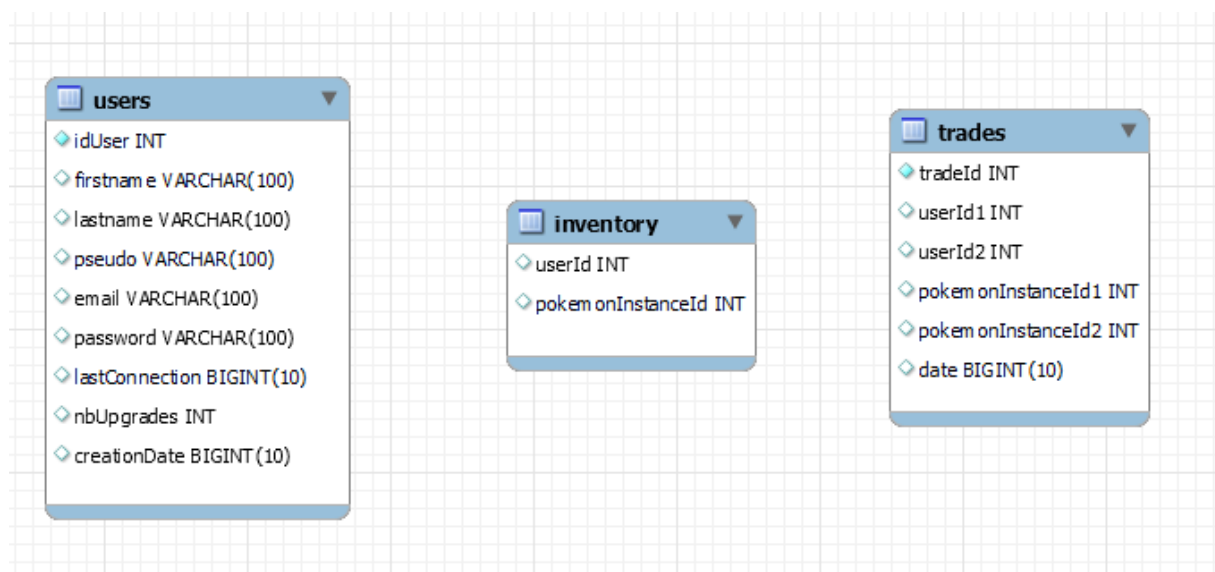 users
idUser INT
firstname VARCHAR(100)
lastname VARCHAR(100)
pseudo VARCHAR(100)
email VARCHAR(100)
password VARCHAR(100)
lastConnection BIGINT(10)
nbUpgrades INT
creationDate BIGINT(10)
inventory
userId INT
pokemonInstanceId INT
trades
tradeId INT
userId1 INT
userId2 INT
pokemonInstanceId1 INT
pokemonInstanceId2 INT
date BIGINT(10)